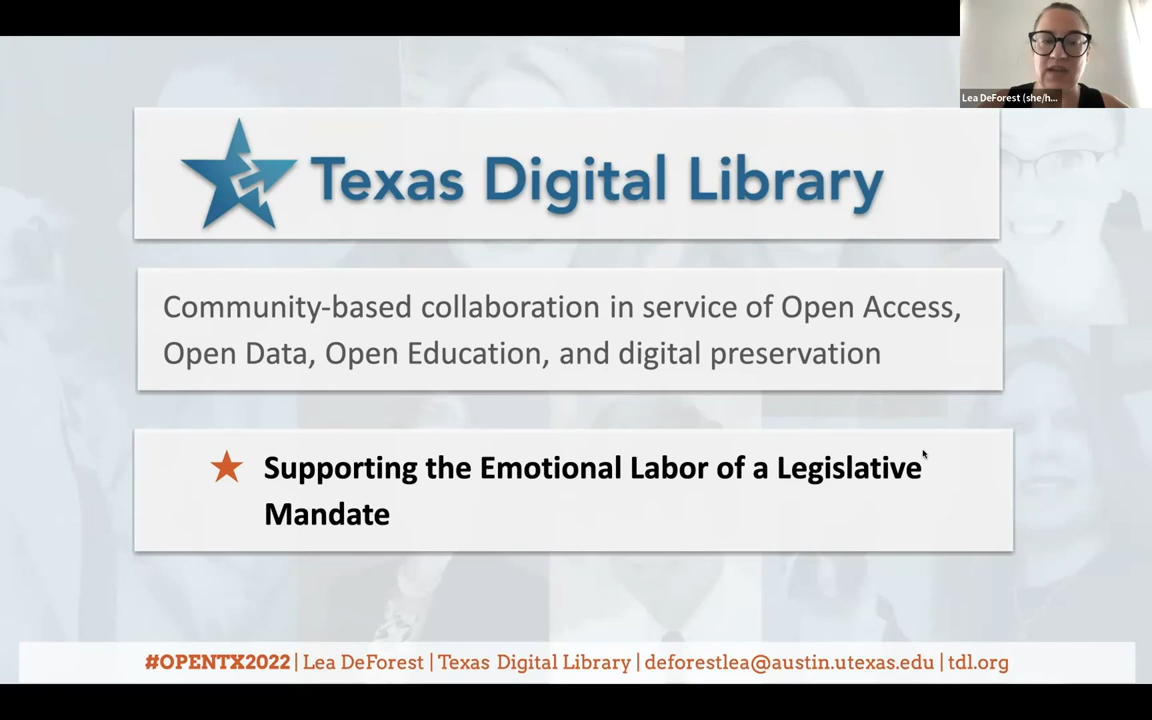 Lea DeForest (she/h...
Texas Digital Library
Community-based collaboration in service of Open Access,
Open Data, Open Education, and digital preservation
Supporting the Emotional Labor of a Legislative
Mandate
#OPENTX2022 | Lea DeForest | Texas Digital Library | deforestlea@austin.utexas.edu | tdl.org